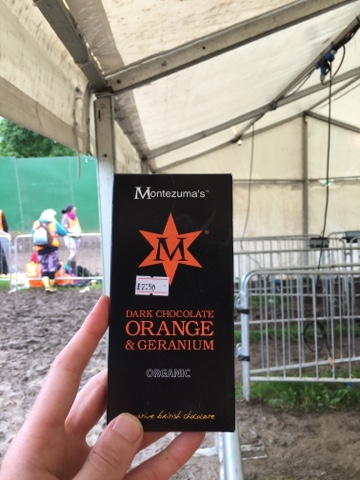 Montezuma's
M
£2.50
DARK CHOCOLATE
ORANGE
& GERANIUM
ORGANIC
british chocolate